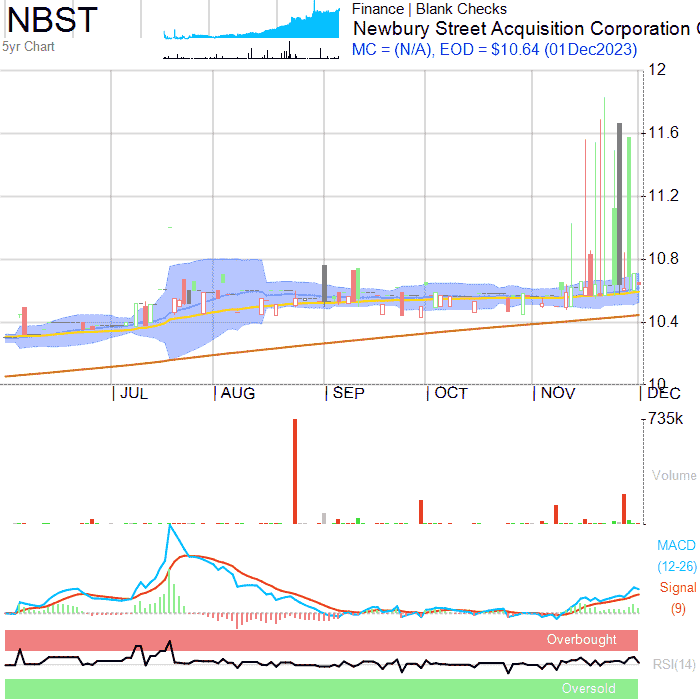 NBST
5yr Chart
Finance | Blank Checks
Newbury Street Acquisition Corporation
MC = (N/A), EOD = $10.64 (01Dec2023)
12
11.6
11.2
10.8
10.4
10
JUL AUG SEP OCT NOV DEC
735k
Volume
MACD
(12-26)
Signal
(9)
Overbought
RSI(14)
Oversold